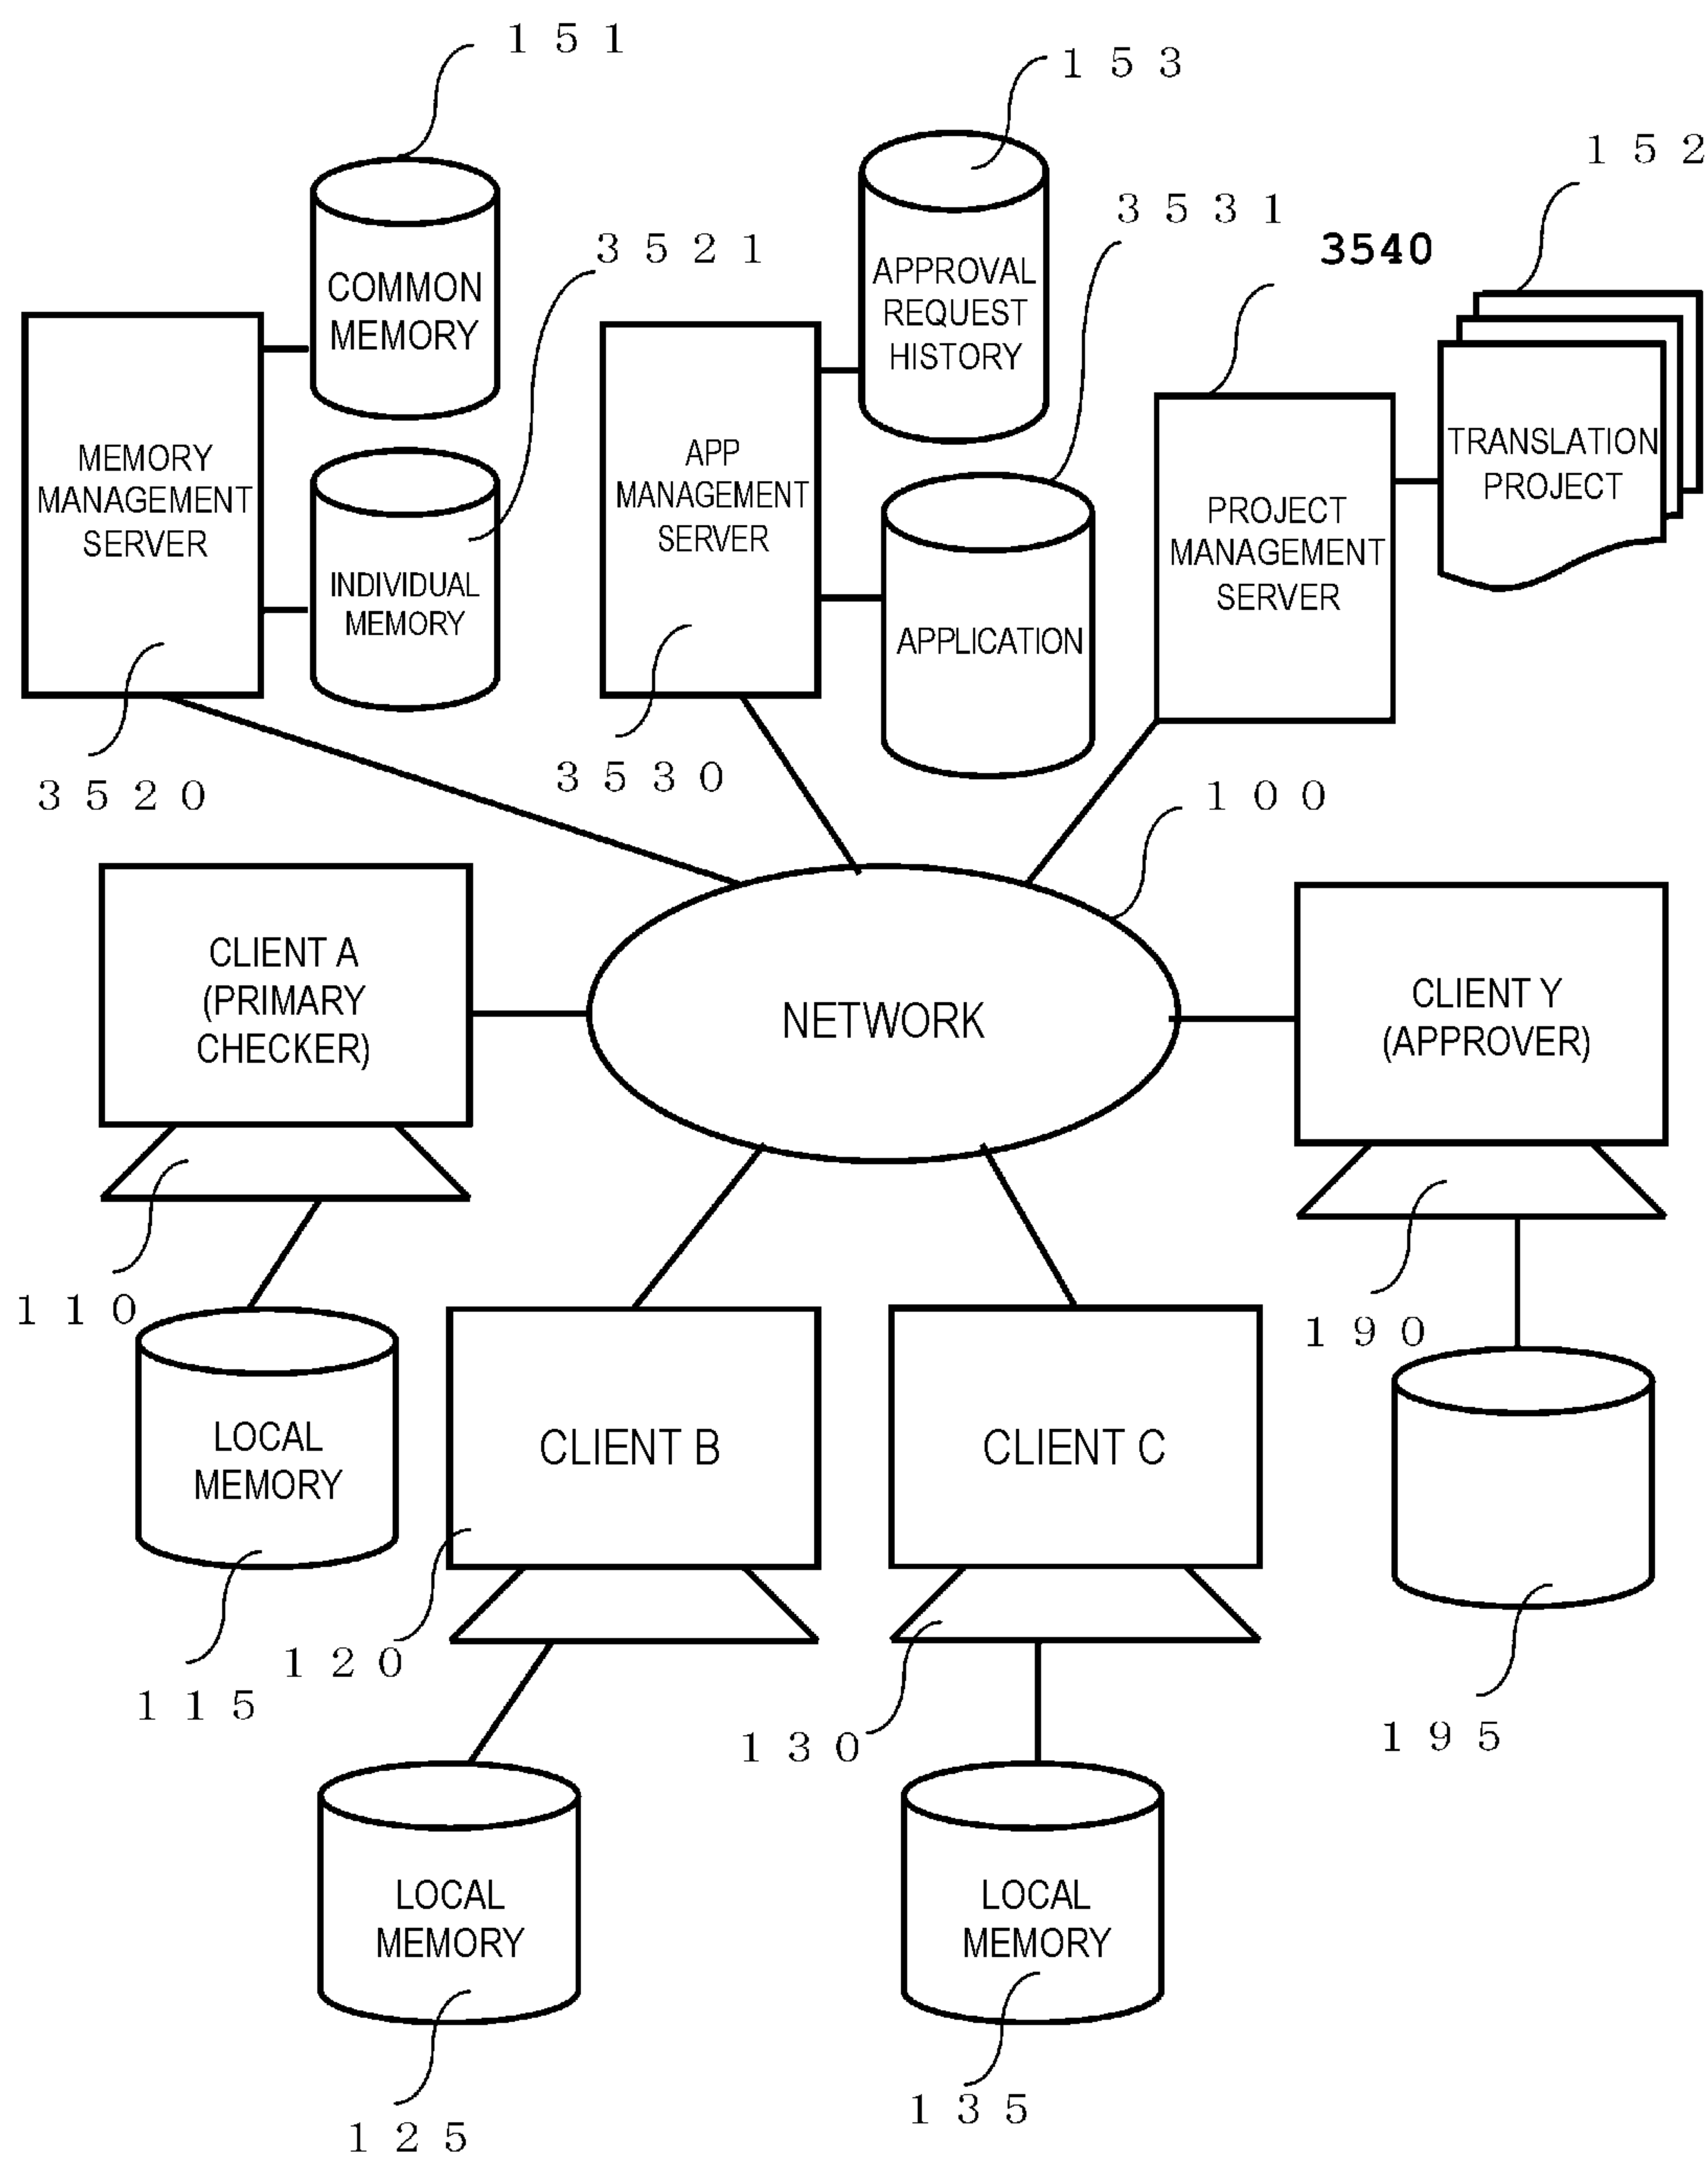 １５１
１５３
１５２
３５２１
３５３１
3540
COMMON
MEMORY
APPROVAL
REQUEST
HISTORY
MEMORY
MANAGEMENT
SERVER
APP
MANAGEMENT
SERVER
TRANSLATION
PROJECT
PROJECT
MANAGEMENT
SERVER
INDIVIDUAL
MEMORY
APPLICATION
３５２０
３５３０
１００
CLIENT A
(PRIMARY
CHECKER)
NETWORK
CLIENT Y
(APPROVER)
１１０
１９０
LOCAL
MEMORY
CLIENT B
CLIENT C
１１５
１２０
１３０
１９５
LOCAL
MEMORY
LOCAL
MEMORY
１２５
１３５